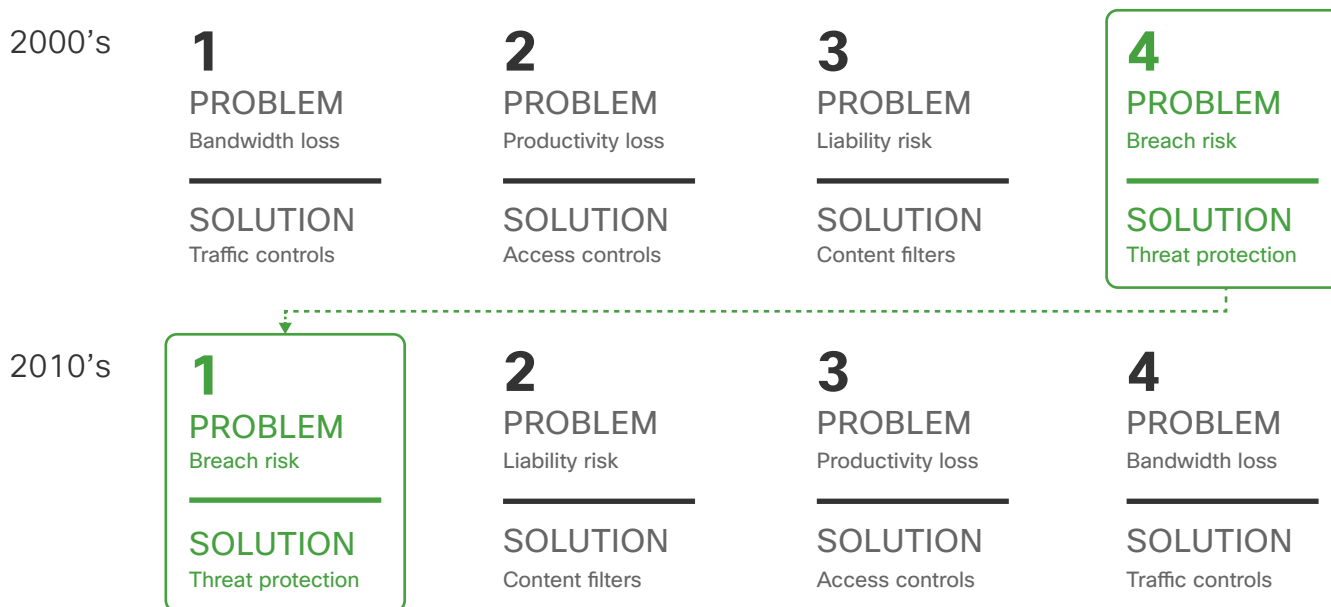 2000's
1
PROBLEM
Bandwidth loss
SOLUTION
Traffic controls
2
PROBLEM
Productivity loss
SOLUTION
Access controls
3
PROBLEM
Liability risk
SOLUTION
Content filters
4
PROBLEM
Breach risk
SOLUTION
Threat protection
2010's
1
PROBLEM
Breach risk
SOLUTION
Threat protection
2
PROBLEM
Liability risk
SOLUTION
Content filters
3
PROBLEM
Productivity loss
SOLUTION
Access controls
4
PROBLEM
Bandwidth loss
SOLUTION
Traffic controls